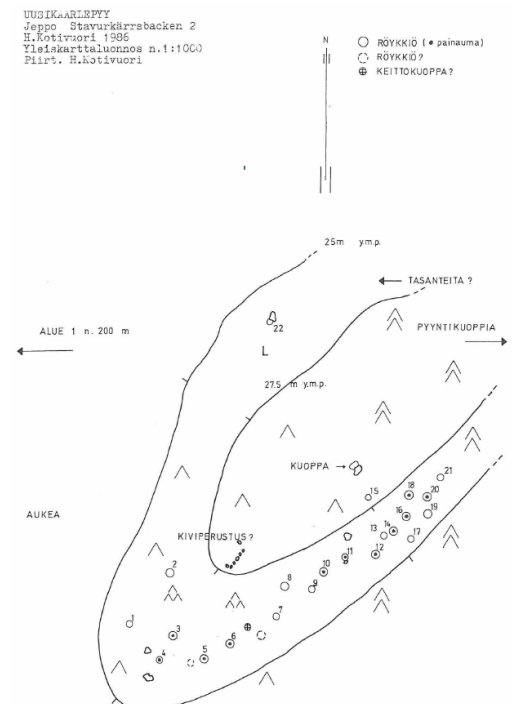 UUSIKAARLEPYY
Jeppo Stavurkärrsbacken 2
H.Kotivuori 1986
Yleiskarttaluonnos n.1:1000
Piirt. H.Kotivuori
N
RÖYKKIÖ (• painauma)
RÖYKKIÖ?
KEITTOKUOPPA?
25m y.m.p.
TASANTEITA ?
22
ALUE 1 n. 200 m
PYYNTIKUOPPIA
L
27.5 m y.m.p.
KUOPPA
21
15
18
20
AUKEA
16
19
KIVIPERUSTUS?
13
14
17
11
12
2
10
8
9
1
7
3
6
5
4